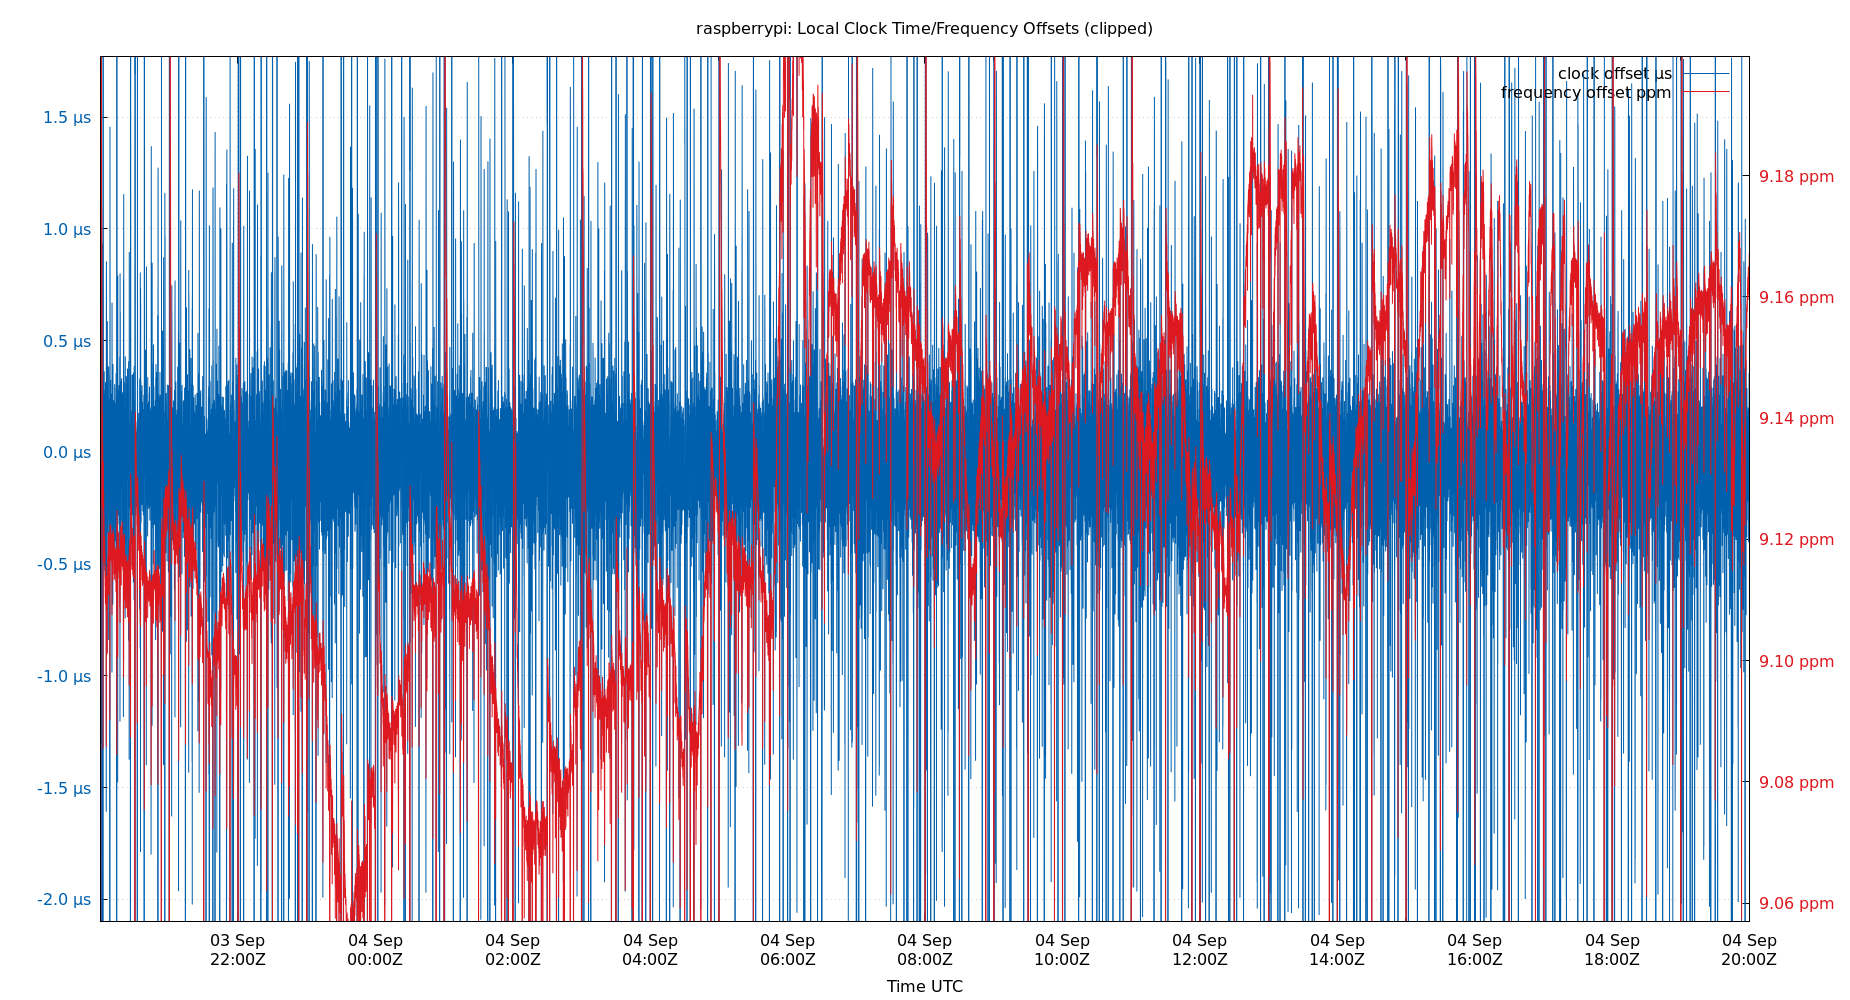 raspberrypi: Local Clock Time/Frequency Offsets (clipped)
clock offset µs
frequency offset ppm
1.5 µs
1.0 µs
0.5 µs
0.0 µs
-0.5 µs
-1.0 µs
-1.5 µs
-2.0 µs
9.18 ppm
9.16 ppm
9.14 ppm
9.12 ppm
9.10 ppm
9.08 ppm
9.06 ppm
03 Sep 04 Sep 04 Sep 04 Sep 04 Sep 04 Sep 04 Sep 04 Sep 04 Sep 04 Sep 04 Sep 04 Sep
22:00Z 00:00Z 02:00Z 04:00Z 06:00Z 08:00Z 10:00Z 12:00Z 14:00Z 16:00Z 18:00Z 20:00Z
Time UTC